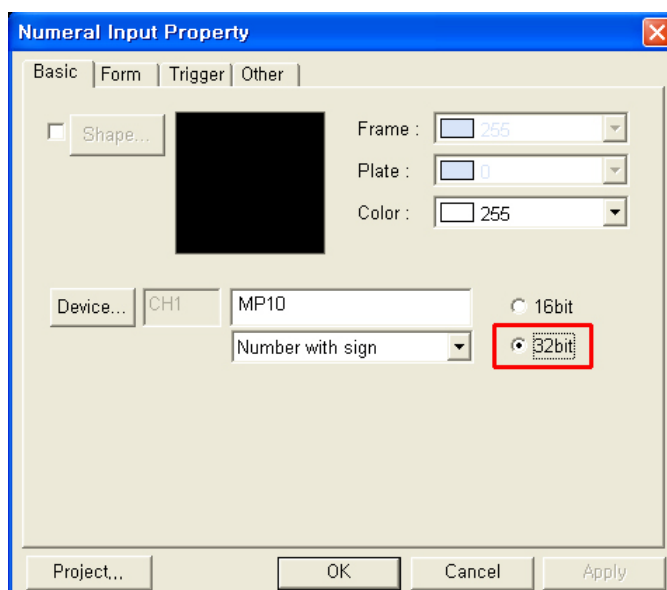 Numeral Input Property
Basic Form Trigger Other
Shape...
Frame : 255
Plate : 0
Color : 255
Device... CH1 MP10 16bit
Number with sign 32bit
Project,,, OK Cancel Apply